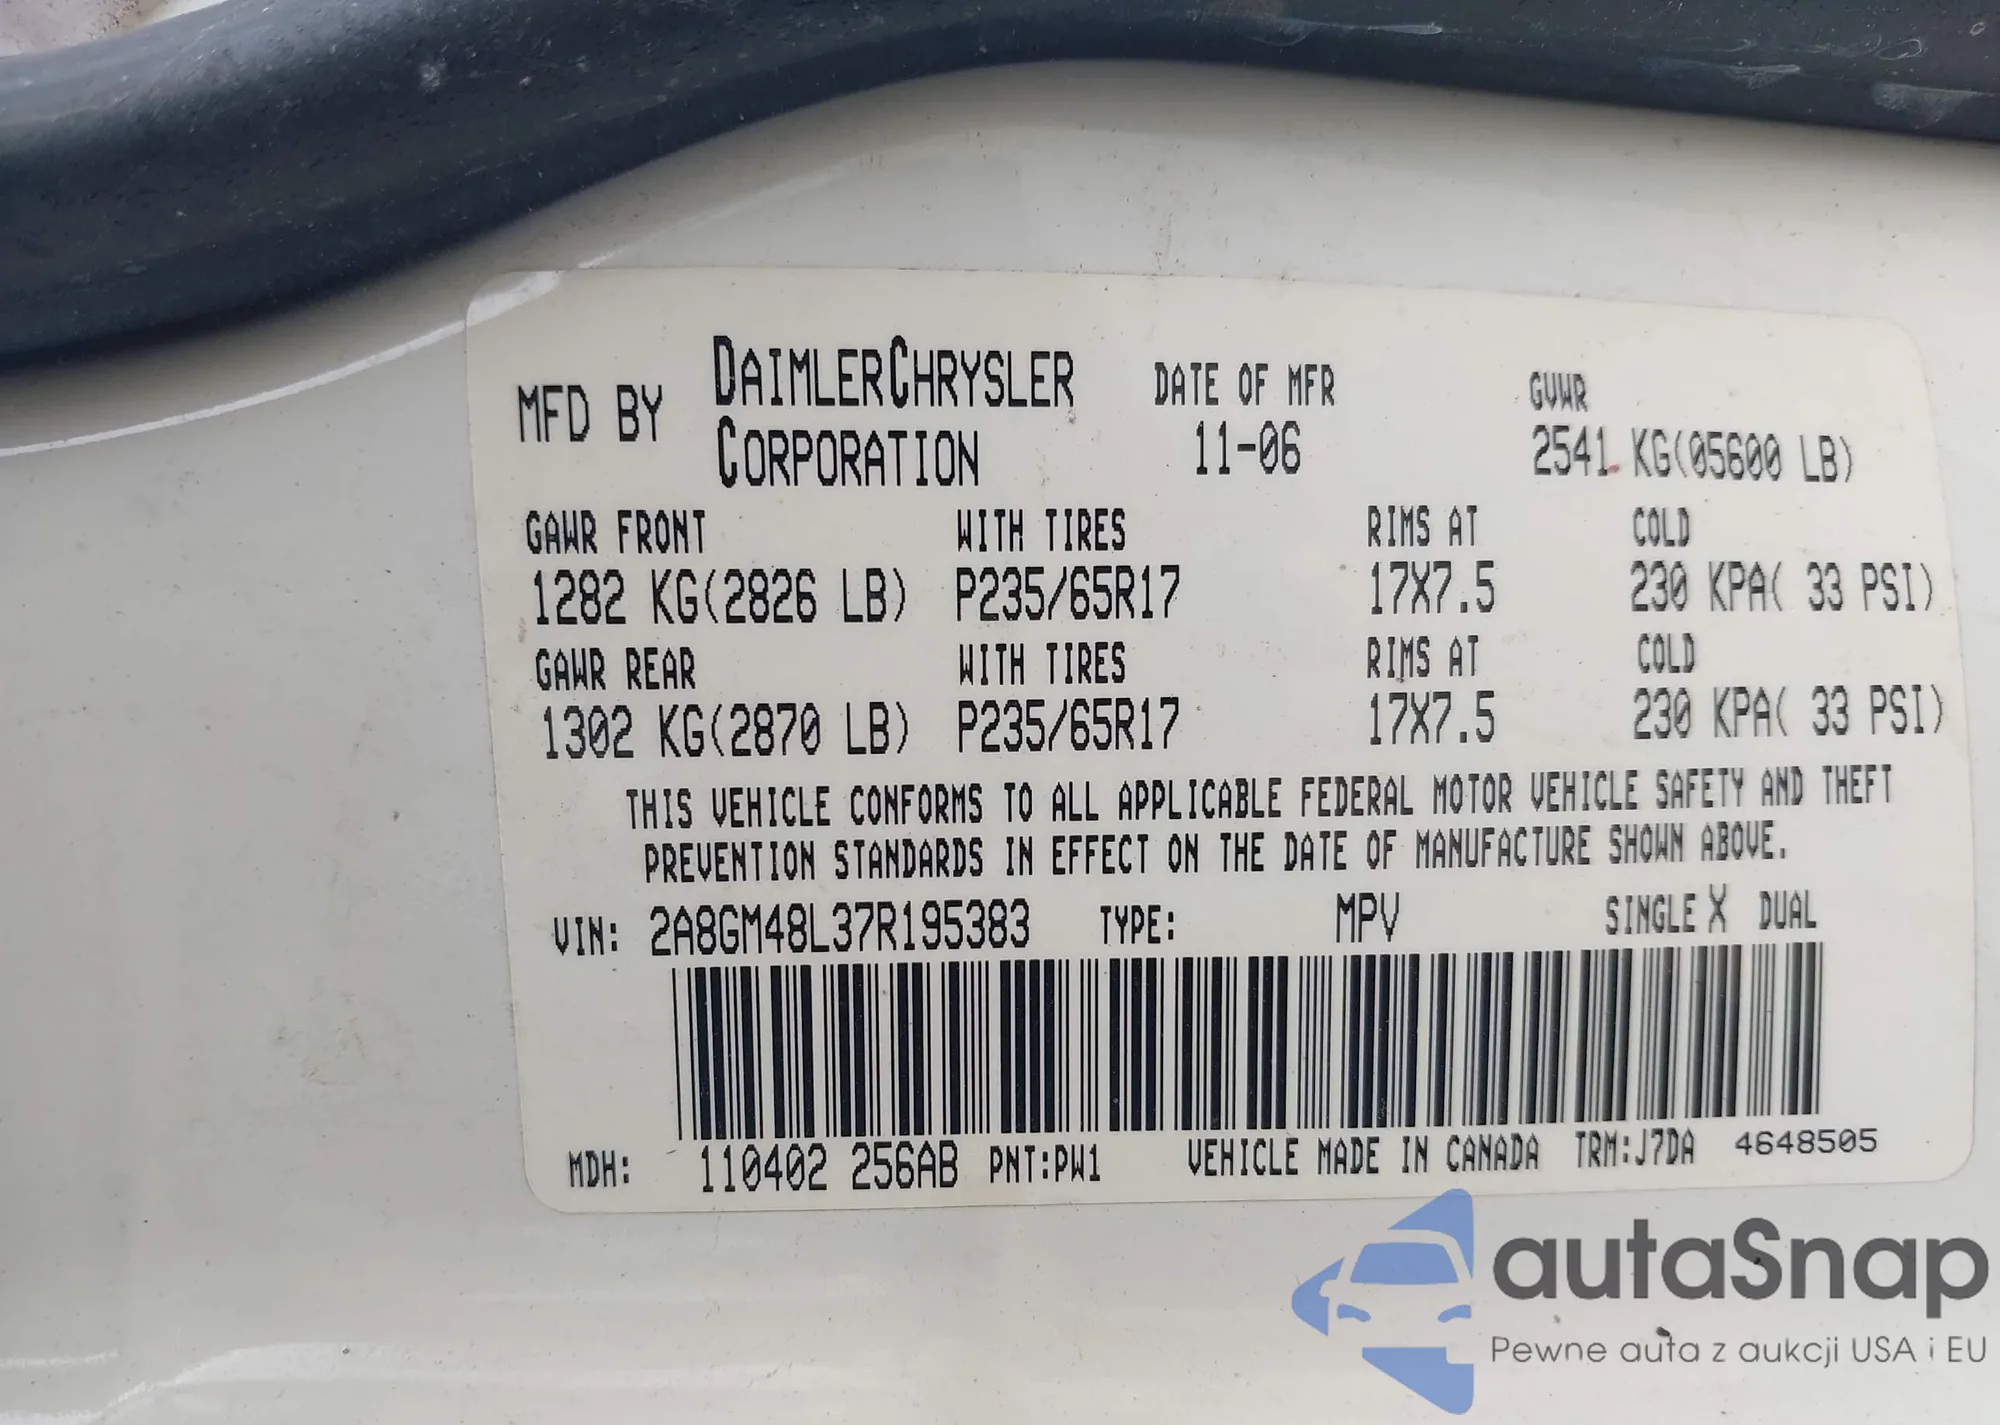 MFD BY DAIMLERCHRYSLER CORPORATION DATE OF MFR 11-06 GVWR 2541 KG(05600 LB)
GAWR FRONT WITH TIRES RIMS AT COLD
1282 KG(2826 LB) P235/65R17 17X7.5 230 KPA( 33 PSI)
GAWR REAR WITH TIRES RIMS AT COLD
1302 KG(2870 LB) P235/65R17 17X7.5 230 KPA( 33 PSI)
THIS VEHICLE CONFORMS TO ALL APPLICABLE FEDERAL MOTOR VEHICLE SAFETY AND THEFT
PREVENTION STANDARDS IN EFFECT ON THE DATE OF MANUFACTURE SHOWN ABOVE.
VIN: 2A8GM48L37R195383 TYPE: MPV SINGLE X DUAL
MDH: 110402 256AB PNT:PW1 VEHICLE MADE IN CANADA TRM:J7DA 4648505
autaSnap
Pewne auta z aukcji USA i EU